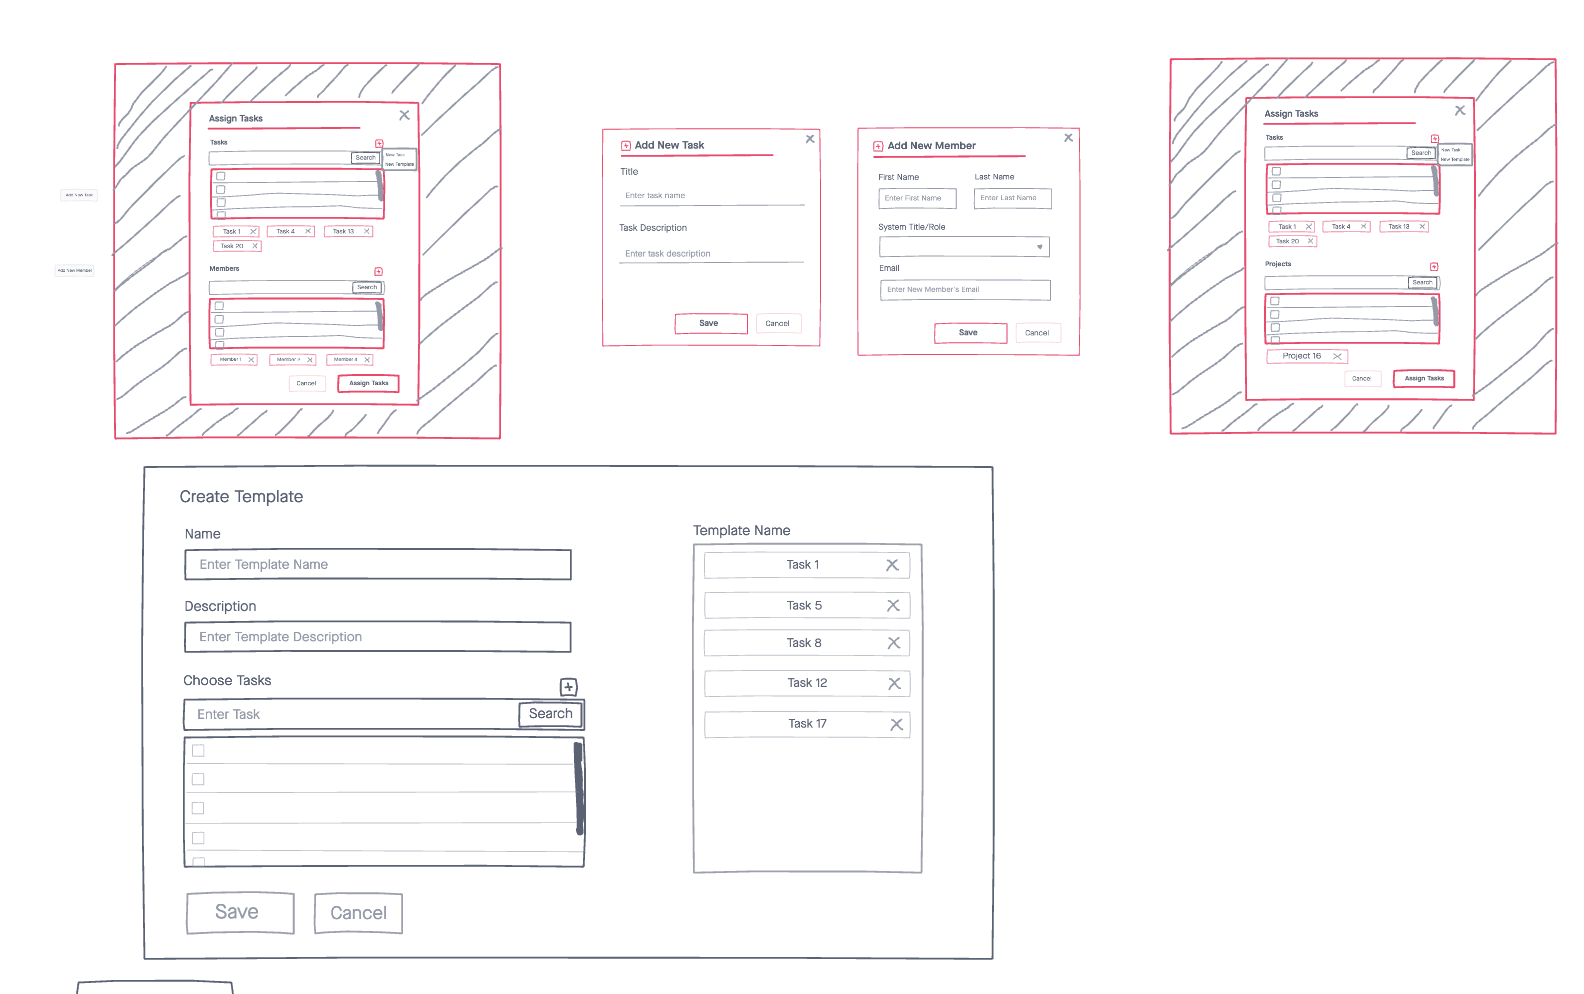 Add New Task
Add New Member
Assign Tasks
Tasks
Search
New Task
New Template
Task 1
Task 4
Task 13
Task 20
Members
Search
Member 1
Member 4
Cancel
Assign Tasks
Add New Task
Title
Enter task name
Task Description
Enter task description
Save
Cancel
Add New Member
First Name
Last Name
Enter First Name
Enter Last Name
System Title/Role
Email
Enter New Member's Email
Save
Cancel
Assign Tasks
Tasks
Search
New Task
New Template
Task 1
Task 4
Task 13
Task 20
Projects
Search
Project 16
Cancel
Assign Tasks
Create Template
Name
Enter Template Name
Description
Enter Template Description
Choose Tasks
Enter Task
Search
Save
Cancel
Template Name
Task 1
Task 5
Task 8
Task 12
Task 17